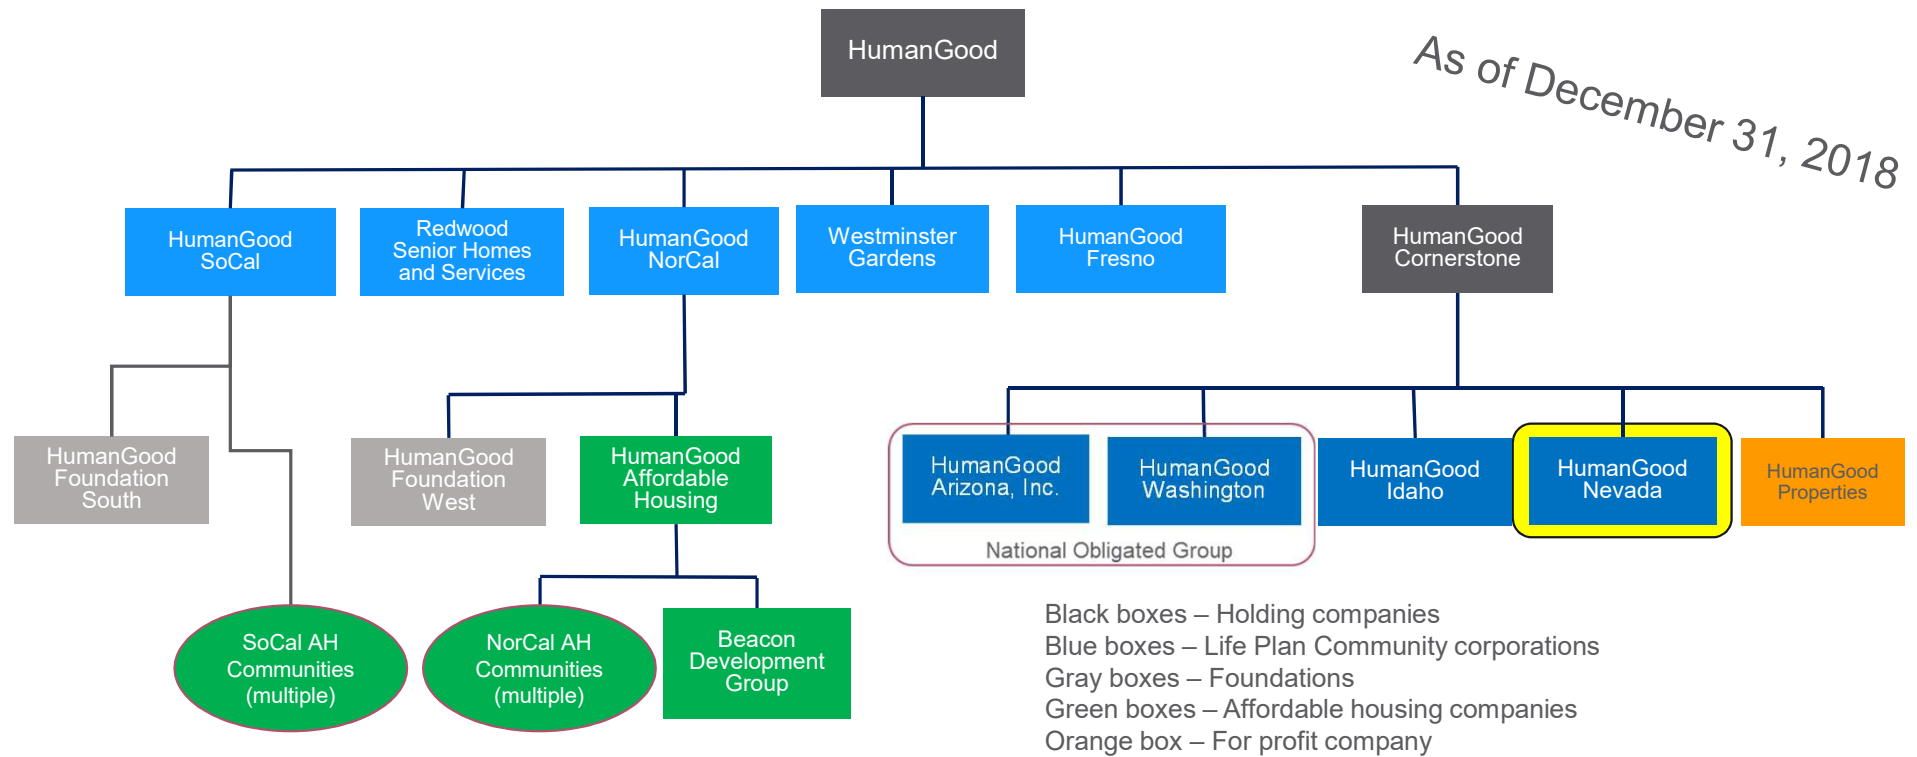 HumanGood
As of December 31, 2018
HumanGood
SoCal
Redwood
Senior Homes
and Services
HumanGood
NorCal
Westminster
Gardens
HumanGood
Fresno
HumanGood
Cornerstone
HumanGood
Foundation
South
HumanGood
Foundation
West
HumanGood
Affordable
Housing
HumanGood
Arizona, Inc.
HumanGood
Washington
National Obligated Group
HumanGood
Idaho
HumanGood
Nevada
HumanGood
Properties
SoCal AH
Communities
(multiple)
NorCal AH
Communities
(multiple)
Beacon
Development
Group
Black boxes – Holding companies
Blue boxes – Life Plan Community corporations
Gray boxes – Foundations
Green boxes – Affordable housing companies
Orange box – For profit company